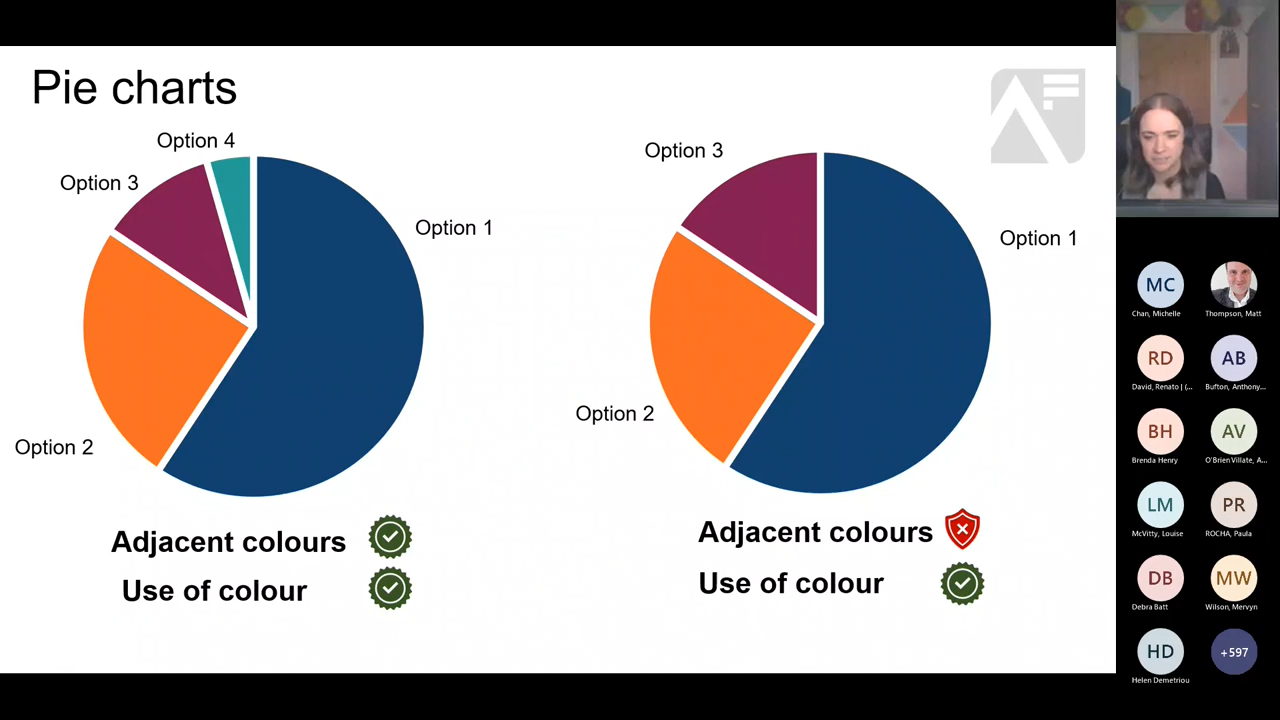 Pie charts
Option 4
Option 3
Option 1
Option 2
Adjacent colours
Use of colour
Option 3
Option 1
Option 2
Adjacent colours
Use of colour
MC
Chan, Michelle
Thompson, Matt
RD
David, Renato J (...
AB
Bufton, Anthony...
BH
Brenda Henry
AV
O'Brien Villate, A...
LM
McVitty, Louise
PR
ROCHA, Paula
DB
Debra Batt
MW
Wilson, Mervyn
HD
Helen Demetriou
+597